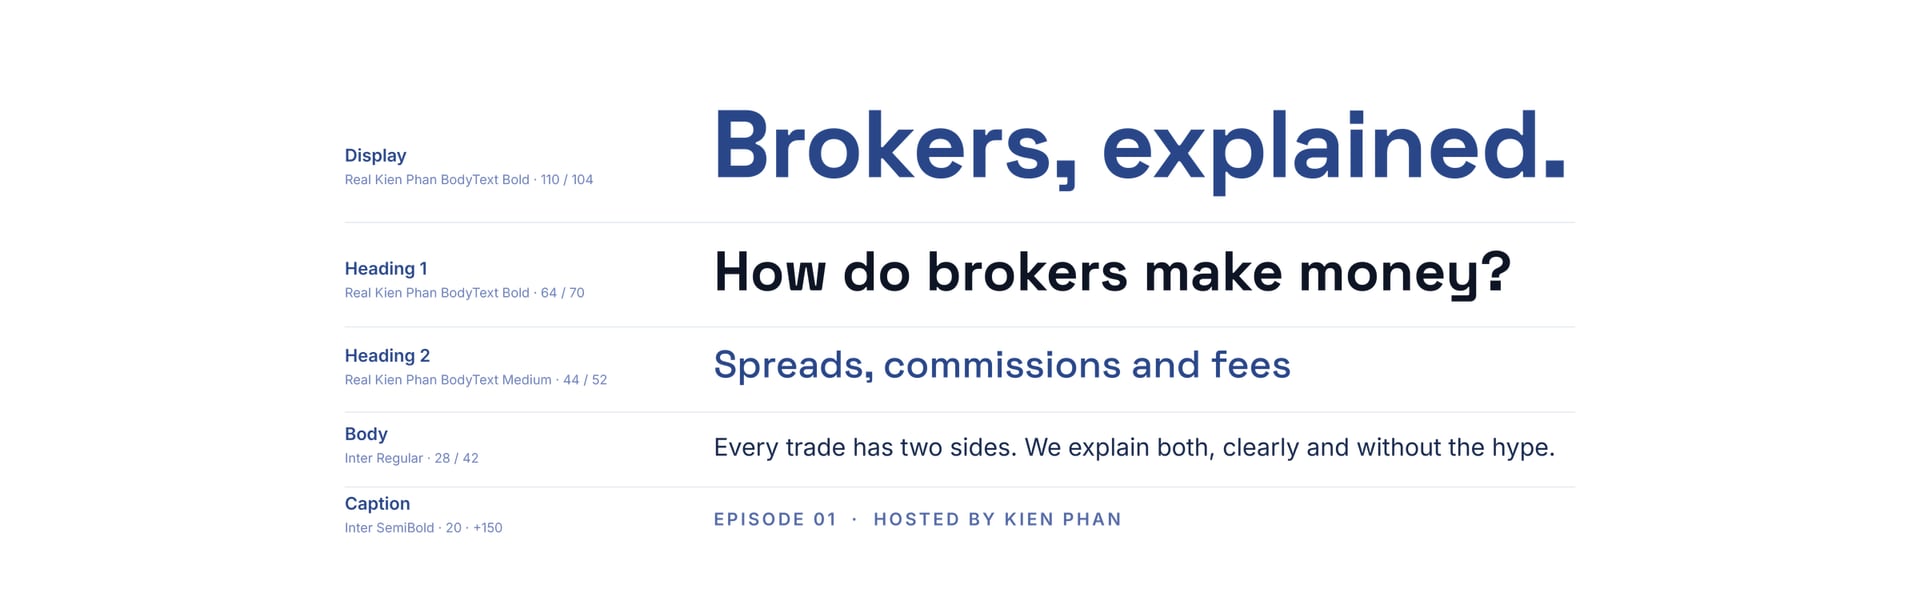 Display
Real Kien Phan BodyText Bold · 110 / 104
Brokers, explained.
Heading 1
Real Kien Phan BodyText Bold · 64 / 70
How do brokers make money?
Heading 2
Real Kien Phan BodyText Medium · 44 / 52
Spreads, commissions and fees
Body
Inter Regular · 28 / 42
Every trade has two sides. We explain both, clearly and without the hype.
Caption
Inter SemiBold · 20 · +150
EPISODE 01 · HOSTED BY KIEN PHAN